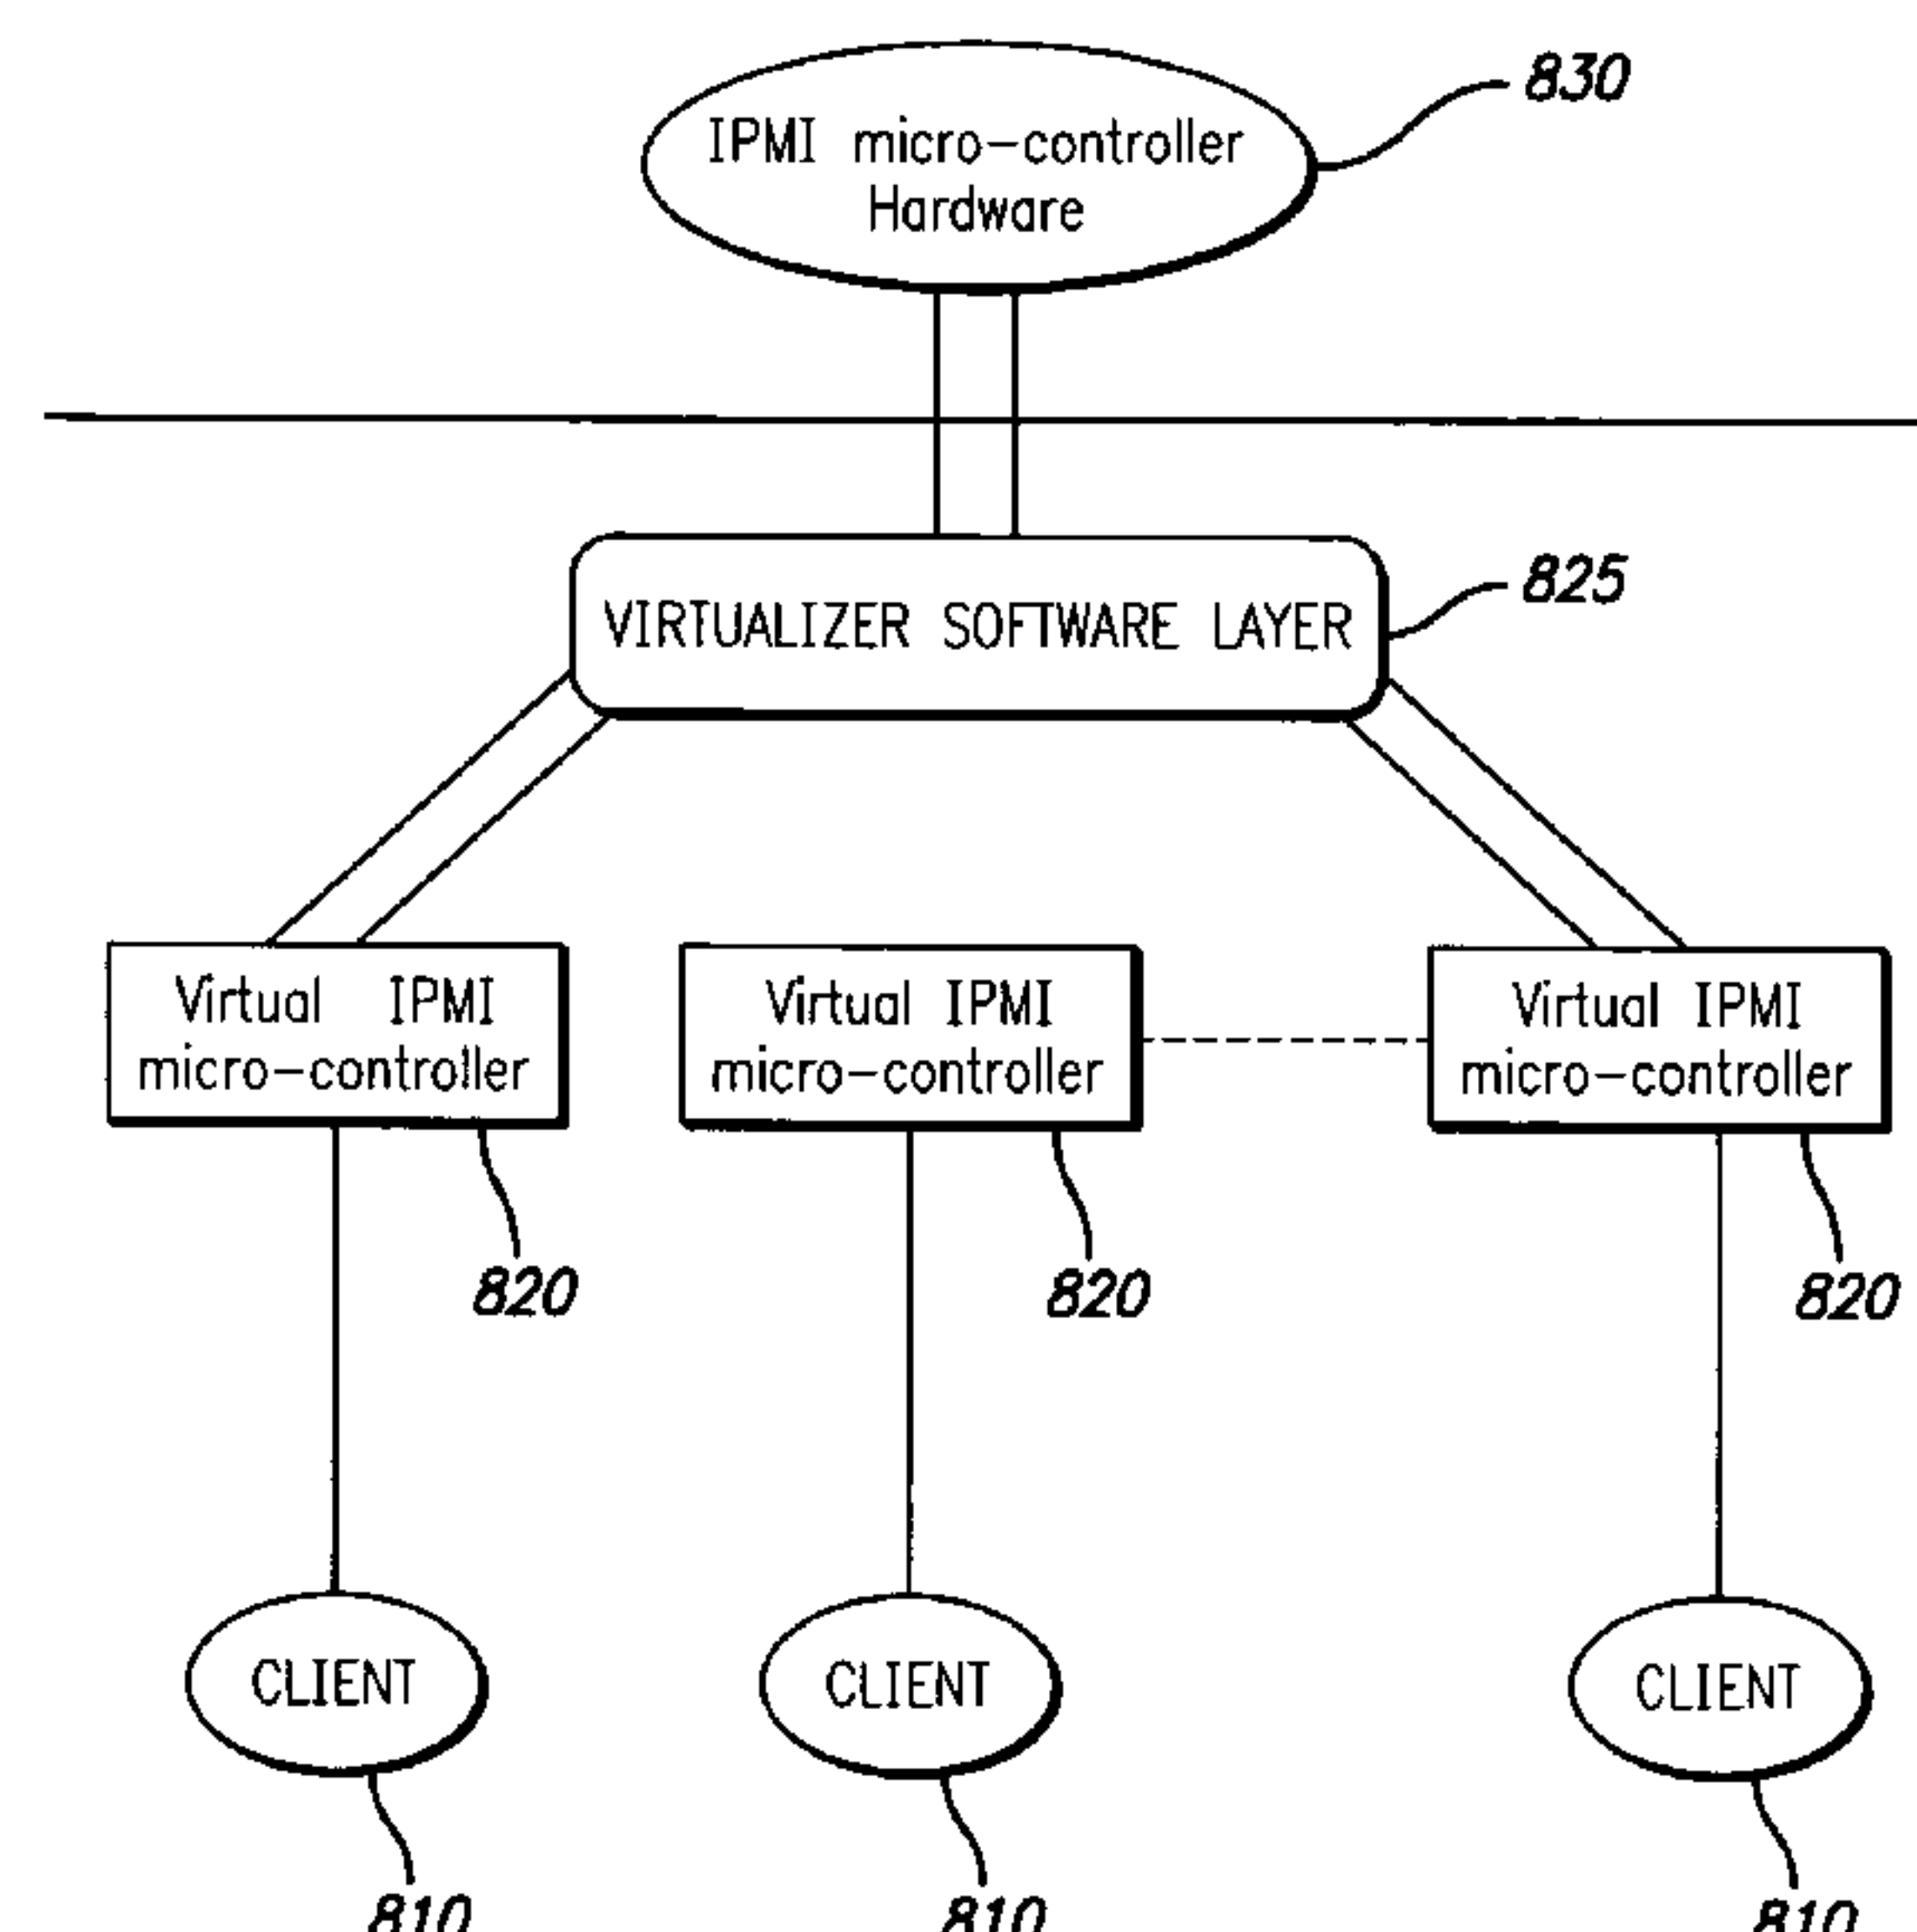 830
IPMI micro-controller
Hardware
825
VIRTUALIZER SOFTWARE LAYER
Virtual IPMI
micro-controller
Virtual IPMI
micro-controller
Virtual IPMI
micro-controller
820
820
820
CLIENT
CLIENT
CLIENT
810
810
810